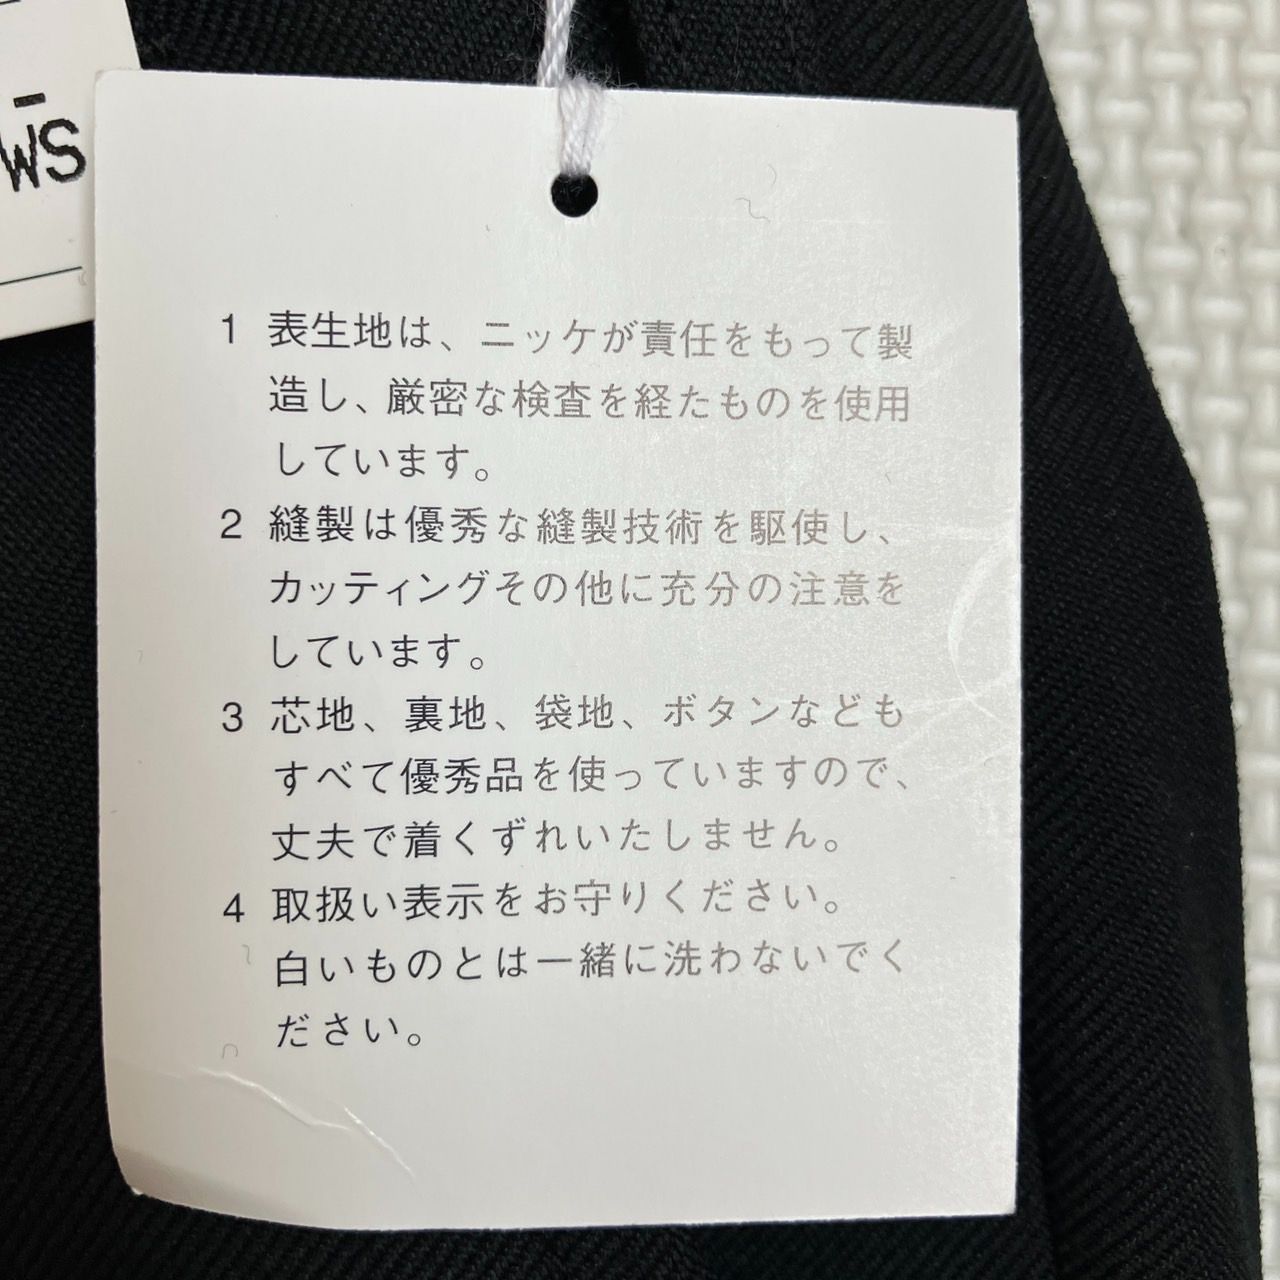 WS
1 表生地は、ニッケが責任をもって製
造し、厳密な検査を経たものを使用
しています。
2 縫製は優秀な縫製技術を駆使し、
カッティングその他に充分の注意を
しています。
3 芯地、裏地、袋地、ボタンなども
すべて優秀品を使っていますので、
丈夫で着くずれいたしません。
4 取扱い表示をお守りください。
白いものとは一緒に洗わないでく
ださい。